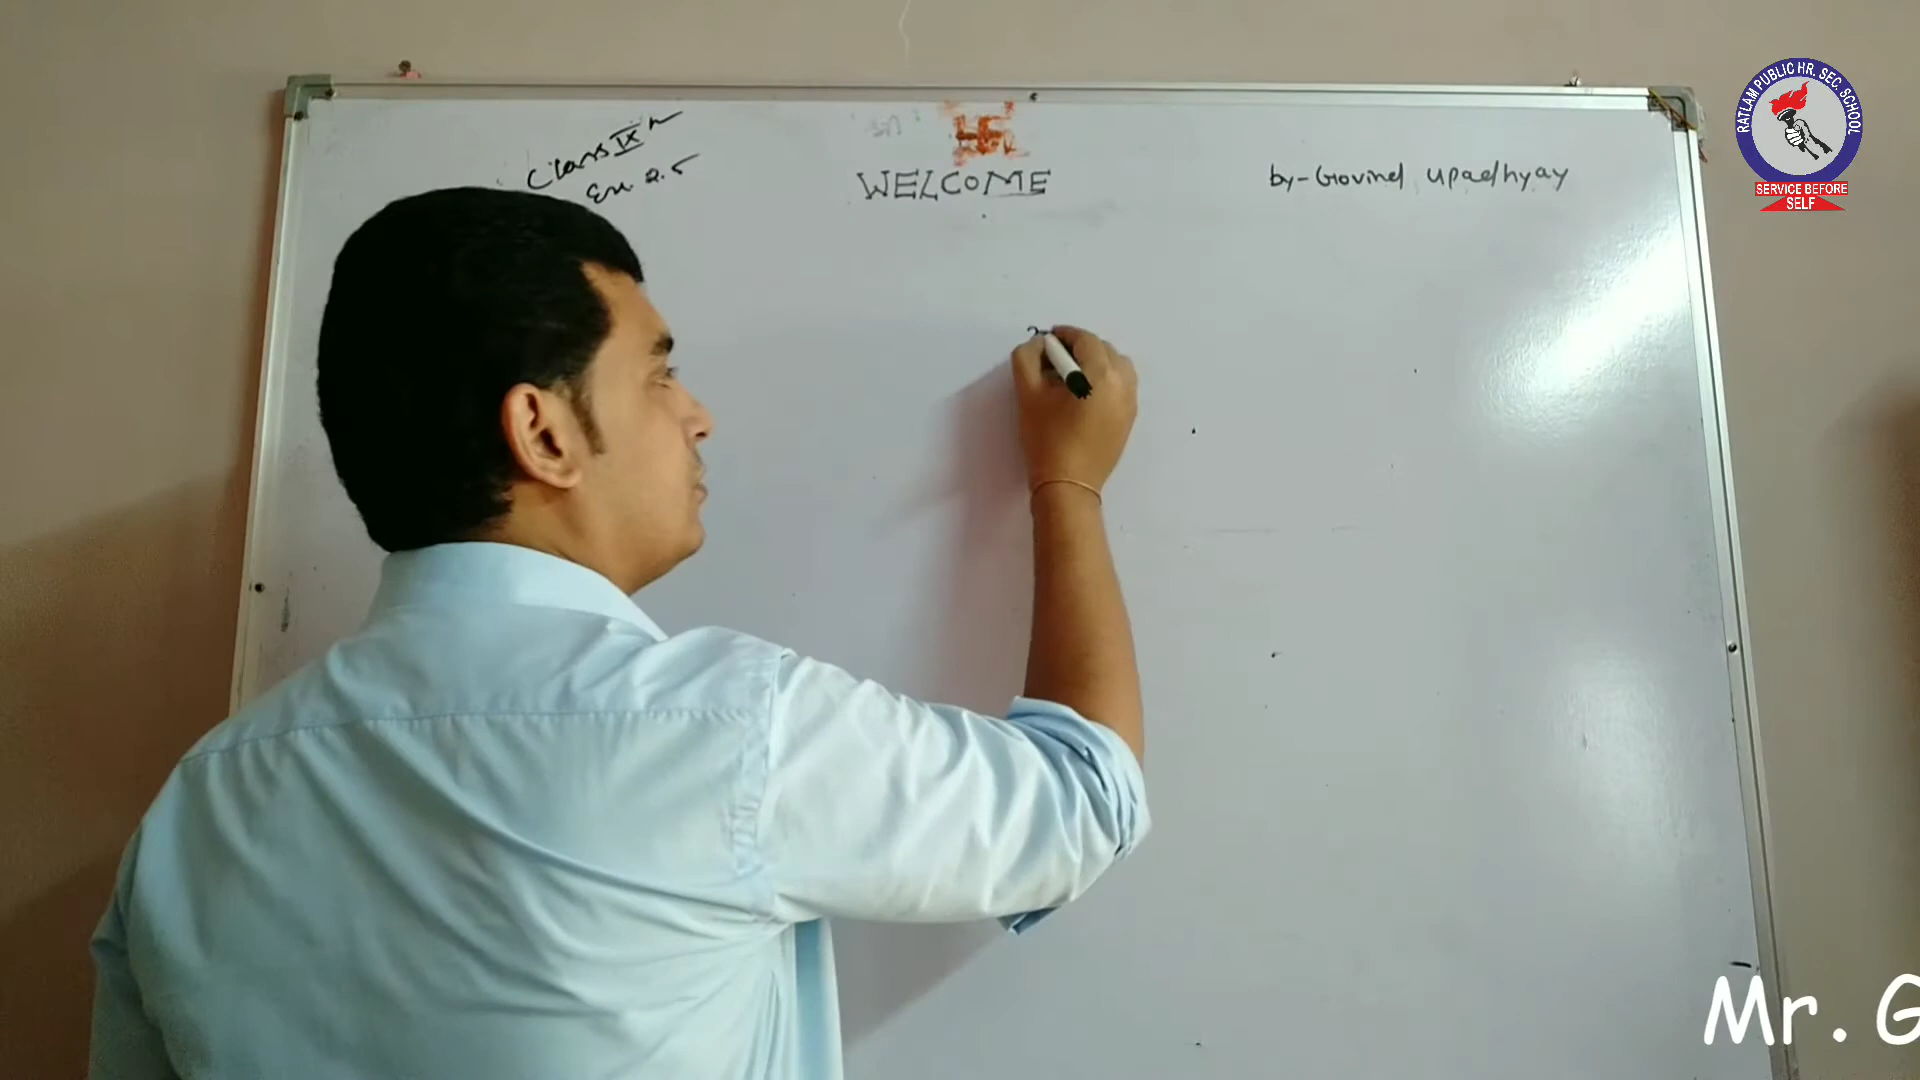 Class IX
Ex. 2.5
WELCOME
by-Govind Upadhyay
RATLAM PUBLIC HR. SEC. SCHOOL
SERVICE BEFORE
SELF
Mr. G